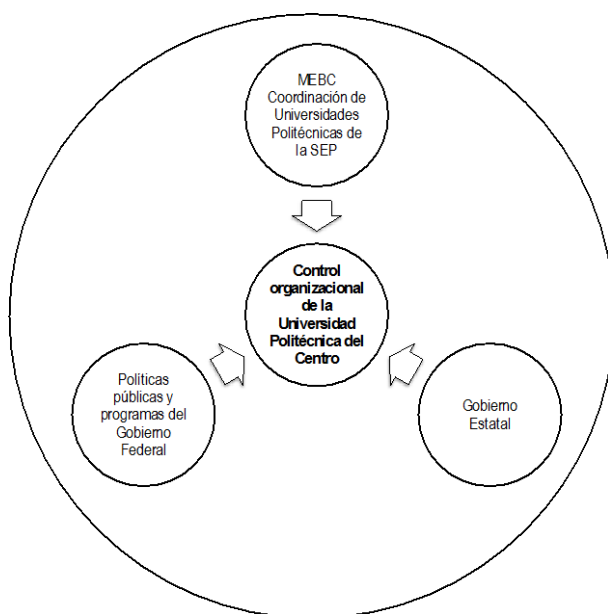 MEBC
Coordinación de
Universidades
Politécnicas de
la SEP
Control
organizacional
de la
Universidad
Politécnica del
Centro
Políticas
públicas y
programas del
Gobierno
Federal
Gobierno
Estatal